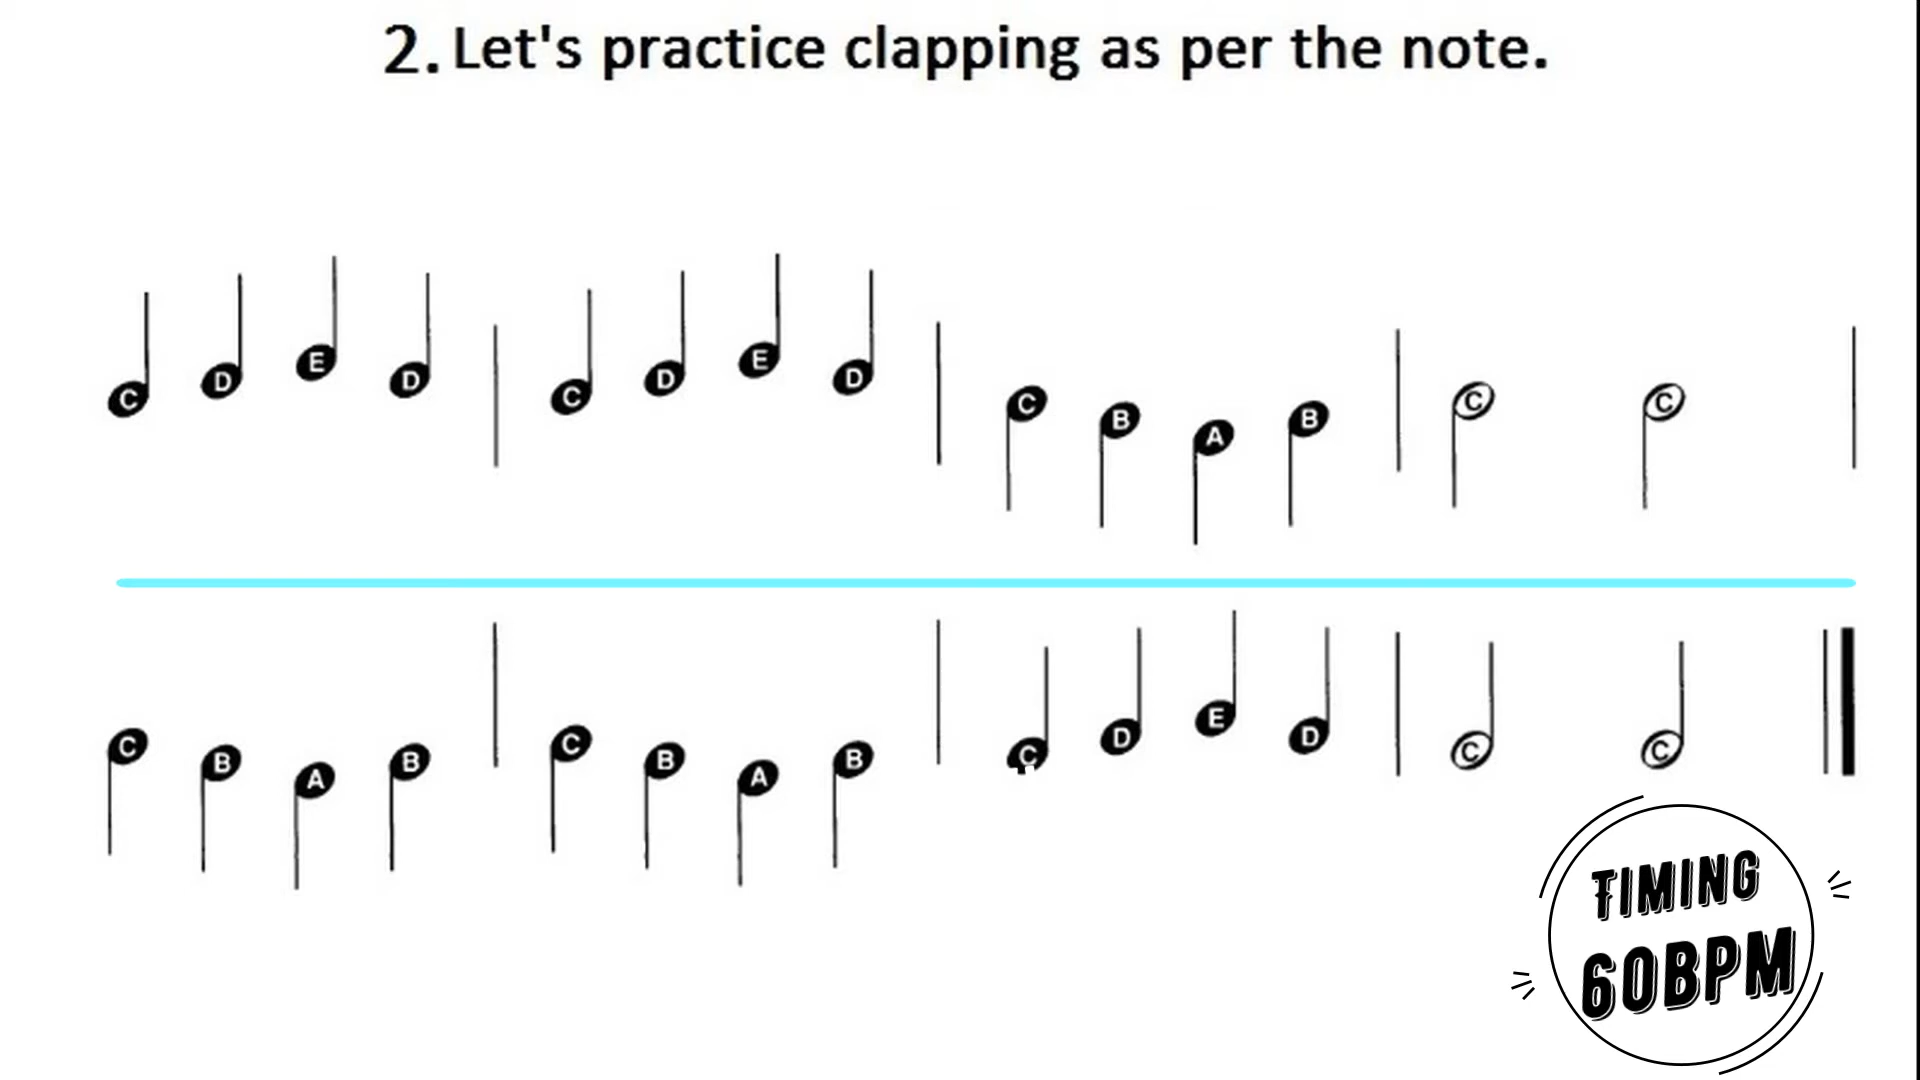 2. Let's practice clapping as per the note.
C D E D C D E D C B A B C C
C B A B C B A B C D E D C C
TIMING
60BPM